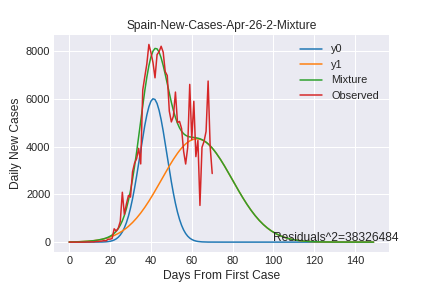 Spain-New-Cases-Apr-26-2-Mixture
Daily New Cases
8000
6000
4000
2000
0
y0
y1
Mixture
Observed
Residuals^2=38326484
0 20 40 60 80 100 120 140
Days From First Case